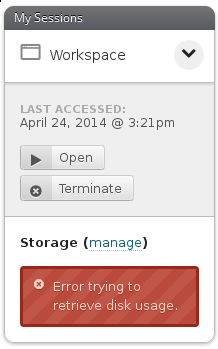 My Sessions
Workspace
LAST ACCESSED:
April 24, 2014 @ 3:21pm
Open
Terminate
Storage (manage)
Error trying to
retrieve disk usage.